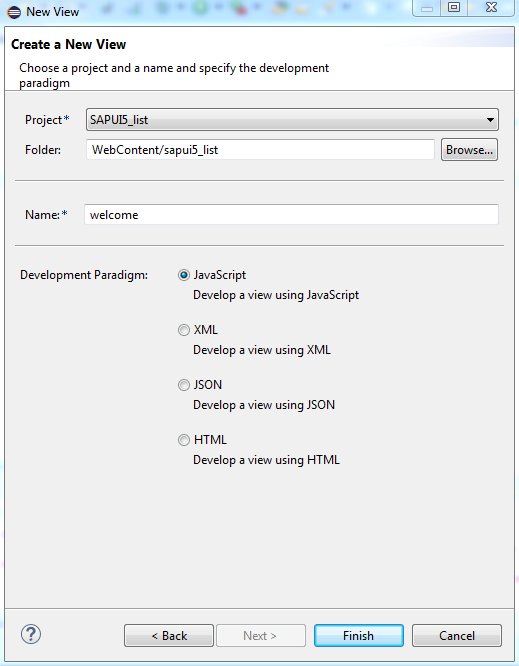 New View
Create a New View
Choose a project and a name and specify the development
paradigm
Project* SAPUI5_list
Folder: WebContent/sapui5_list Browse...
Name:* welcome
Development Paradigm: JavaScript
Develop a view using JavaScript
XML
Develop a view using XML
JSON
Develop a view using JSON
HTML
Develop a view using HTML
? < Back Next > Finish Cancel